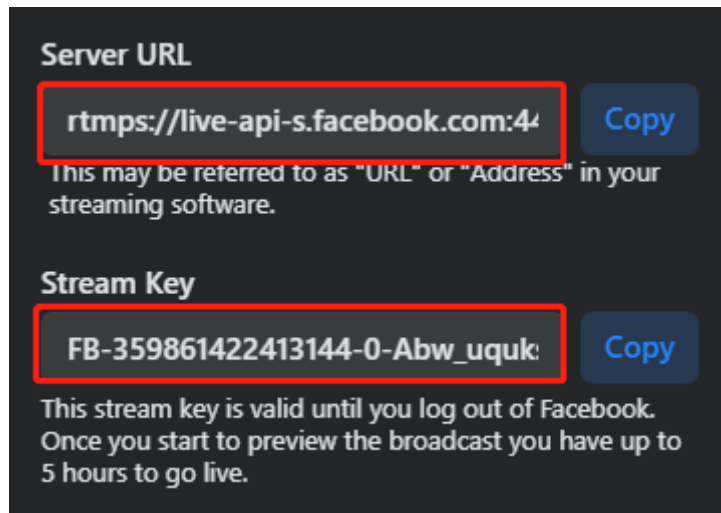 Server URL
rtmps://live-api-s.facebook.com:44
Copy
This may be referred to as "URL" or "Address" in your
streaming software.
Stream Key
FB-359861422413144-0-Abw_uquks
Copy
This stream key is valid until you log out of Facebook.
Once you start to preview the broadcast you have up to
5 hours to go live.